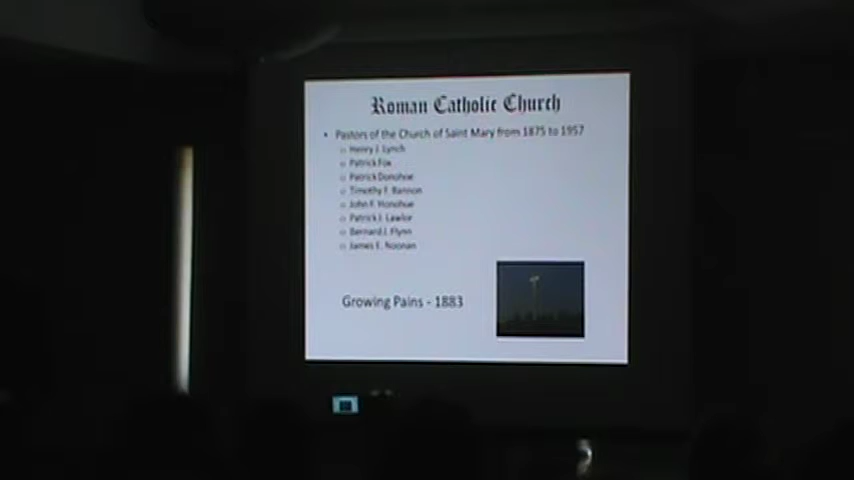 Roman Catholic Church
• Pastors of the Church of Saint Mary from 1875 to 1957
o Henry J. Lynch
o Patrick Fox
o Patrick Donohoe
o Timothy F. Bannon
o John F. Honohue
o Patrick J. Lawlor
o Bernard J. Flynn
o James E. Noonan
Growing Pains - 1883